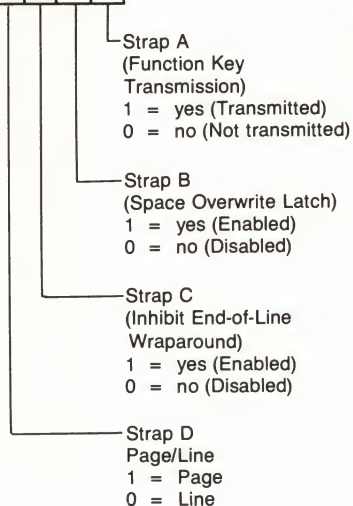 Strap A
(Function Key
Transmission)
1 = yes (Transmitted)
0 = no (Not transmitted)
Strap B
(Space Overwrite Latch)
1 = yes (Enabled)
0 = no (Disabled)
Strap C
(Inhibit End-of-Line
Wraparound)
1 = yes (Enabled)
0 = no (Disabled)
Strap D
Page/Line
1 = Page
0 = Line